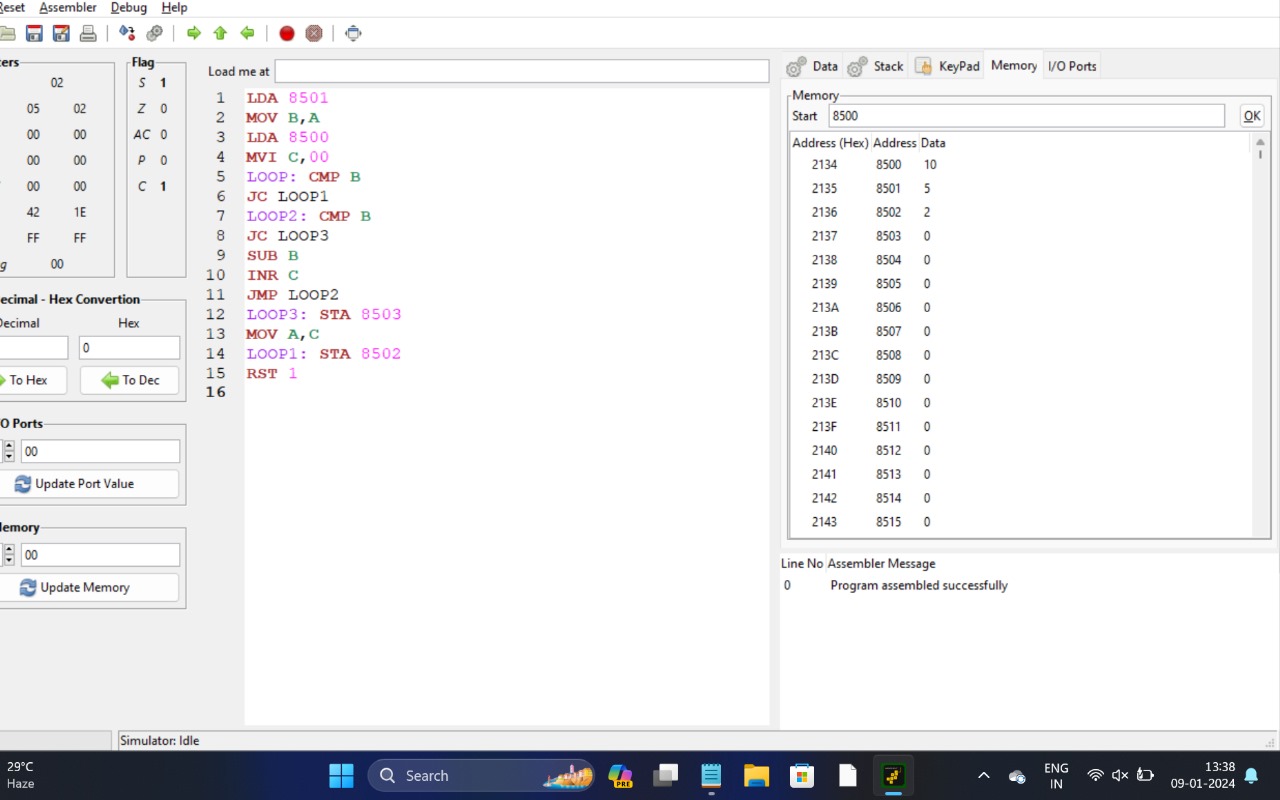 Reset Assembler Debug Help
ters
02
05 02
00 00
00 00
00 00
42 1E
FF FF
g 00
Flag
S 1
Z 0
AC 0
P 0
C 1
ecimal - Hex Convertion
Decimal Hex
0
To Hex To Dec
O Ports
00
Update Port Value
Memory
00
Update Memory
Load me at
1 LDA 8501
2 MOV B,A
3 LDA 8500
4 MVI C,00
5 LOOP: CMP B
6 JC LOOP1
7 LOOP2: CMP B
8 JC LOOP3
9 SUB B
10 INR C
11 JMP LOOP2
12 LOOP3: STA 8503
13 MOV A,C
14 LOOP1: STA 8502
15 RST 1
16
Data Stack KeyPad Memory I/O Ports
Memory
Start 8500 OK
Address (Hex) Address Data
2134 8500 10
2135 8501 5
2136 8502 2
2137 8503 0
2138 8504 0
2139 8505 0
213A 8506 0
213B 8507 0
213C 8508 0
213D 8509 0
213E 8510 0
213F 8511 0
2140 8512 0
2141 8513 0
2142 8514 0
2143 8515 0
Line No Assembler Message
0 Program assembled successfully
Simulator: Idle
29°C
Haze
Search
PRE
ENG
IN
13:38
09-01-2024